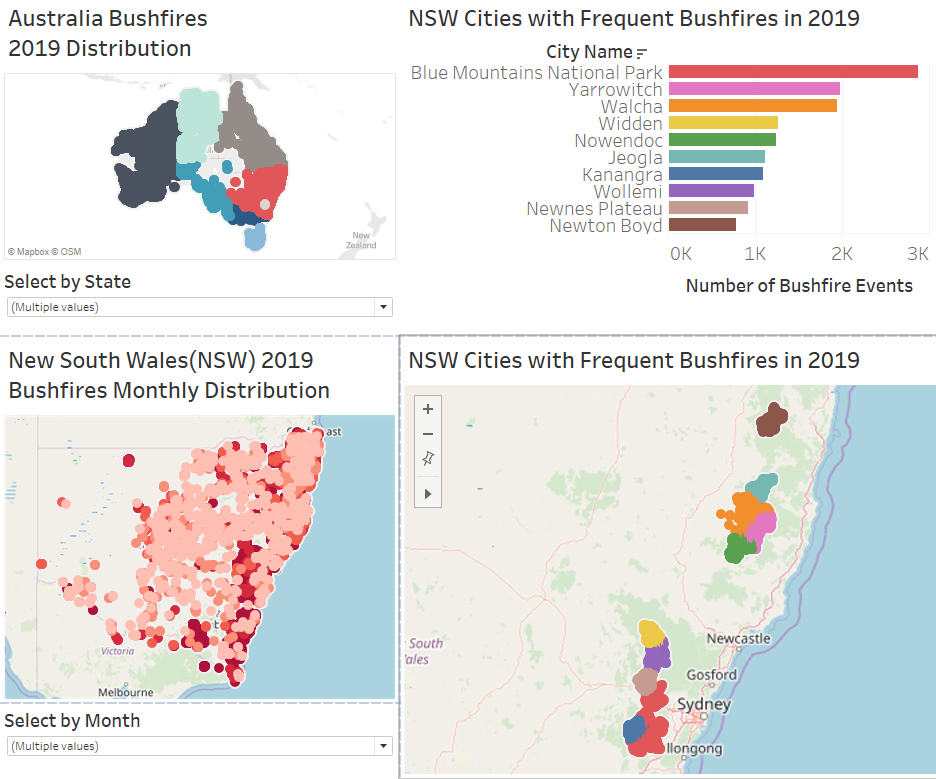 Australia Bushfires
2019 Distribution
New
Zealand
© Mapbox © OSM
Select by State
(Multiple values)
NSW Cities with Frequent Bushfires in 2019
City Name
Blue Mountains National Park
Yarrowitch
Walcha
Widden
Nowendoc
Jeogla
Kanangra
Wollemi
Newnes Plateau
Newton Boyd
0K 1K 2K 3K
Number of Bushfire Events
New South Wales(NSW) 2019
Bushfires Monthly Distribution
ast
Victoria
Melbourne
Select by Month
(Multiple values)
NSW Cities with Frequent Bushfires in 2019
+
−
South
ales
Newcastle
Gosford
Sydney
llongong